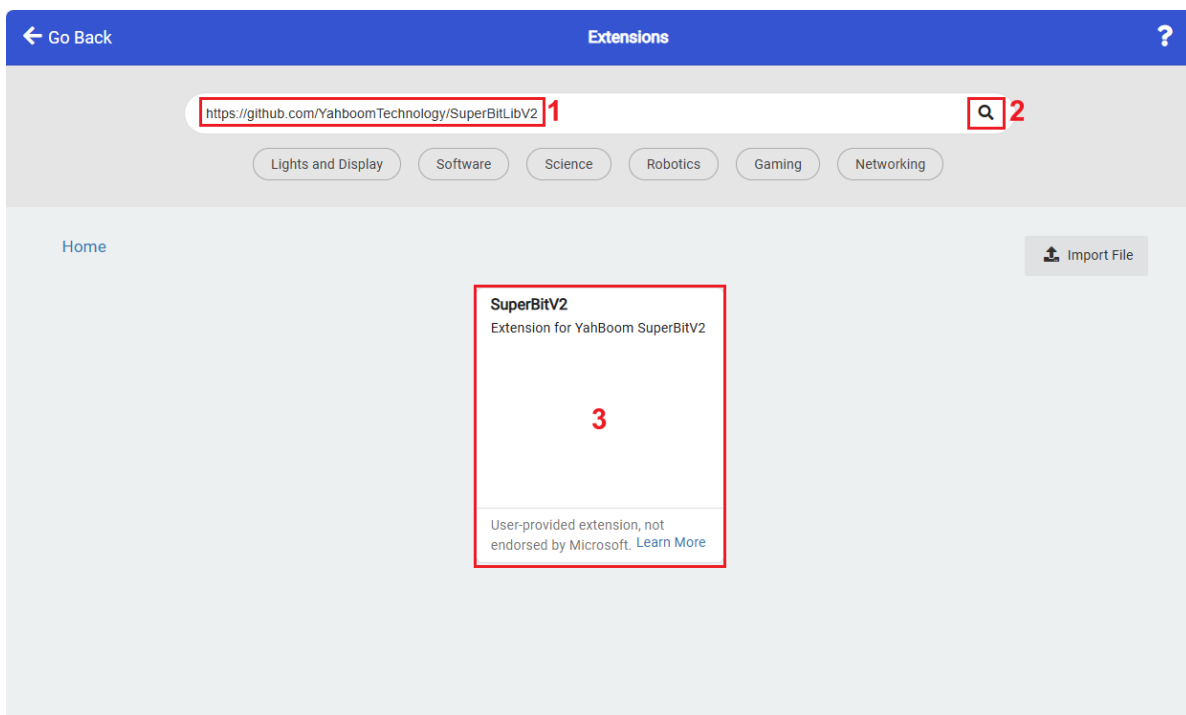 Go Back
Extensions
?
https://github.com/YahboomTechnology/SuperBitLibV2 1
2
Lights and Display
Software
Science
Robotics
Gaming
Networking
Home
Import File
SuperBitV2
Extension for YahBoom SuperBitV2
3
User-provided extension, not
endorsed by Microsoft. Learn More